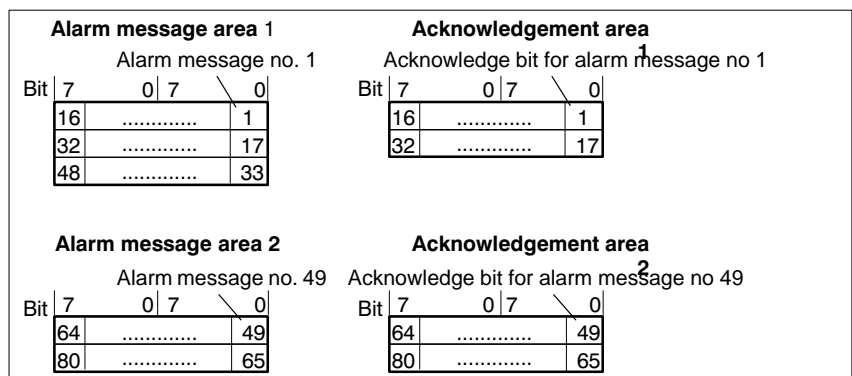 Alarm message area 1
Acknowledgement area
1
Alarm message no. 1
Acknowledge bit for alarm message no 1
Bit 7 0 7 0
Bit 7 0 7 0
16 ............. 1
16 ............. 1
32 ............. 17
32 ............. 17
48 ............. 33
Alarm message area 2
Acknowledgement area
2
Alarm message no. 49
Acknowledge bit for alarm message no 49
Bit 7 0 7 0
Bit 7 0 7 0
64 ............. 49
64 ............. 49
80 ............. 65
80 ............. 65